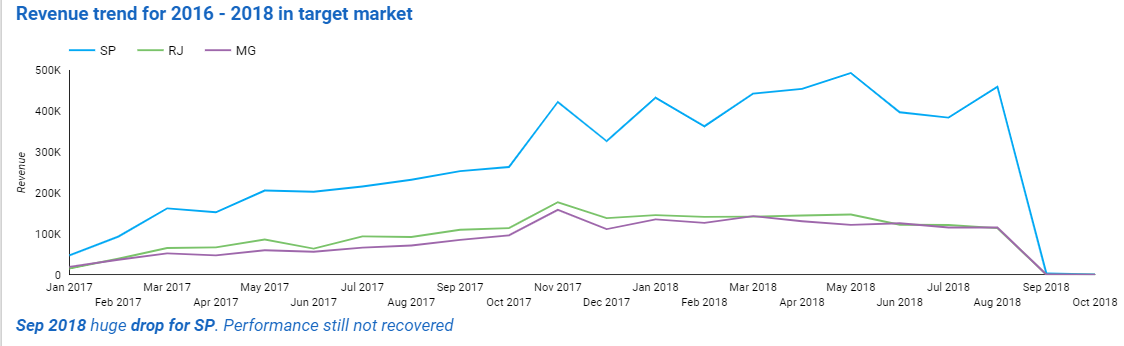 Revenue trend for 2016 - 2018 in target market
SP RJ MG
500K
400K
300K
200K
100K
0
Revenue
Jan 2017 Mar 2017 May 2017 Jul 2017 Sep 2017 Nov 2017 Jan 2018 Mar 2018 May 2018 Jul 2018 Sep 2018
Feb 2017 Apr 2017 Jun 2017 Aug 2017 Oct 2017 Dec 2017 Feb 2018 Apr 2018 Jun 2018 Aug 2018 Oct 2018
Sep 2018 huge drop for SP. Performance still not recovered